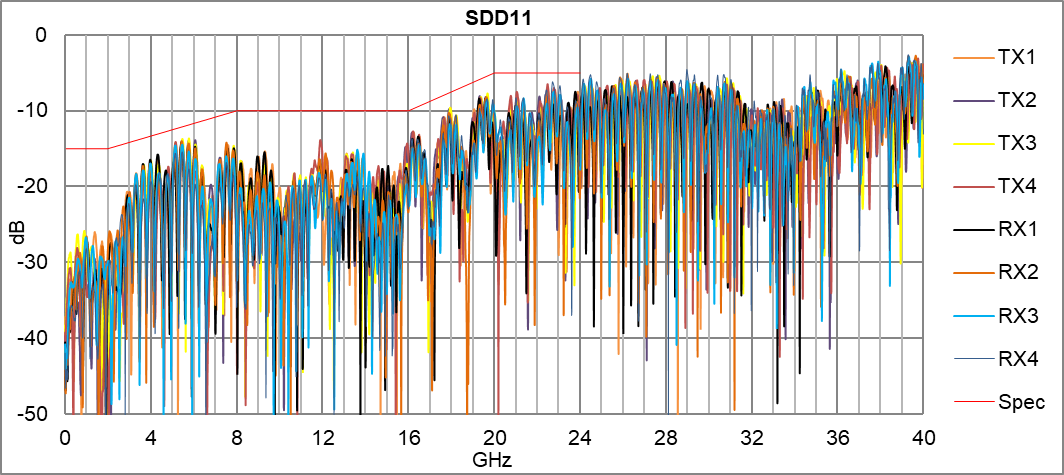 SDD11
0
-10
-20
-30
-40
-50
dB
0 4 8 12 16 20 24 28 32 36 40
GHz
TX1
TX2
TX3
TX4
RX1
RX2
RX3
RX4
Spec